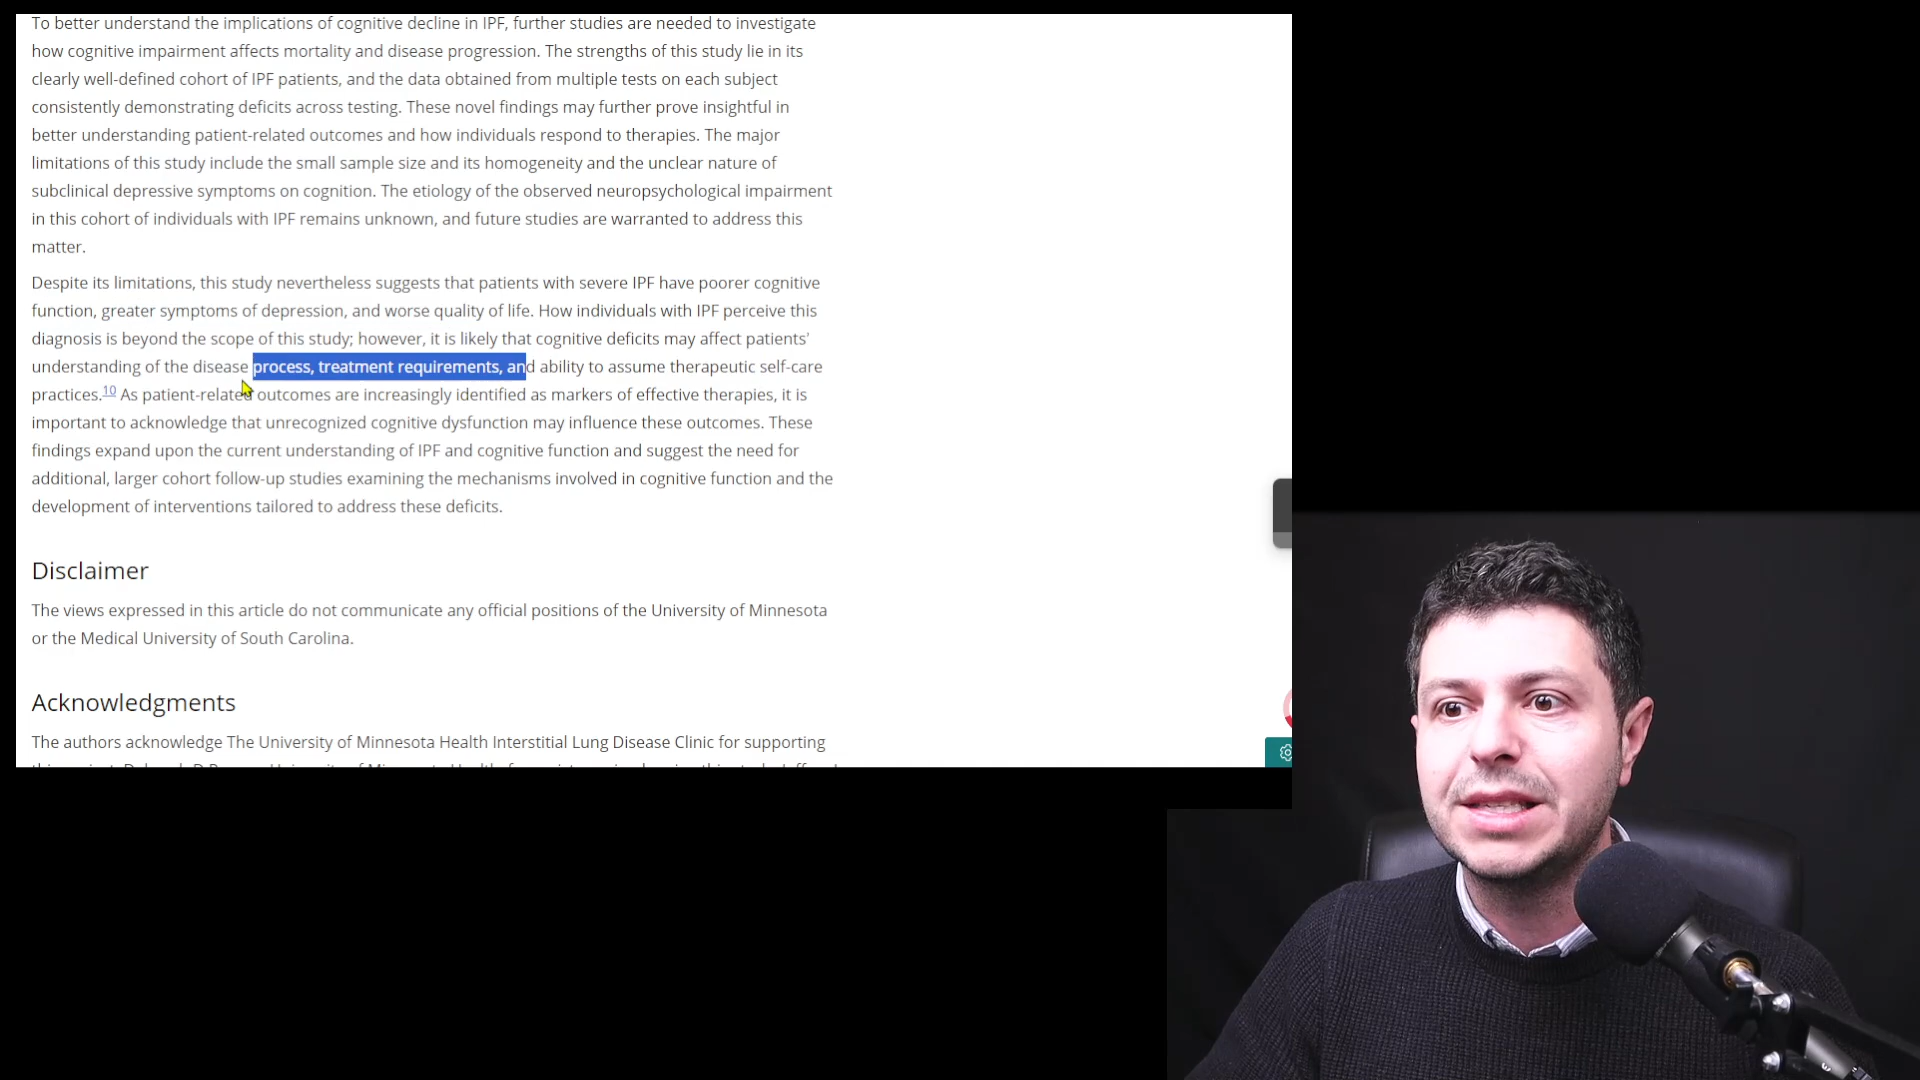 To better understand the implications of cognitive decline in IPF, further studies are needed to investigate
how cognitive impairment affects mortality and disease progression. The strengths of this study lie in its
clearly well-defined cohort of IPF patients, and the data obtained from multiple tests on each subject
consistently demonstrating deficits across testing. These novel findings may further prove insightful in
better understanding patient-related outcomes and how individuals respond to therapies. The major
limitations of this study include the small sample size and its homogeneity and the unclear nature of
subclinical depressive symptoms on cognition. The etiology of the observed neuropsychological impairment
in this cohort of individuals with IPF remains unknown, and future studies are warranted to address this
matter.
Despite its limitations, this study nevertheless suggests that patients with severe IPF have poorer cognitive
function, greater symptoms of depression, and worse quality of life. How individuals with IPF perceive this
diagnosis is beyond the scope of this study; however, it is likely that cognitive deficits may affect patients'
understanding of the disease process, treatment requirements, and ability to assume therapeutic self-care
practices.10 As patient-related outcomes are increasingly identified as markers of effective therapies, it is
important to acknowledge that unrecognized cognitive dysfunction may influence these outcomes. These
findings expand upon the current understanding of IPF and cognitive function and suggest the need for
additional, larger cohort follow-up studies examining the mechanisms involved in cognitive function and the
development of interventions tailored to address these deficits.
Disclaimer
The views expressed in this article do not communicate any official positions of the University of Minnesota
or the Medical University of South Carolina.
Acknowledgments
The authors acknowledge The University of Minnesota Health Interstitial Lung Disease Clinic for supporting